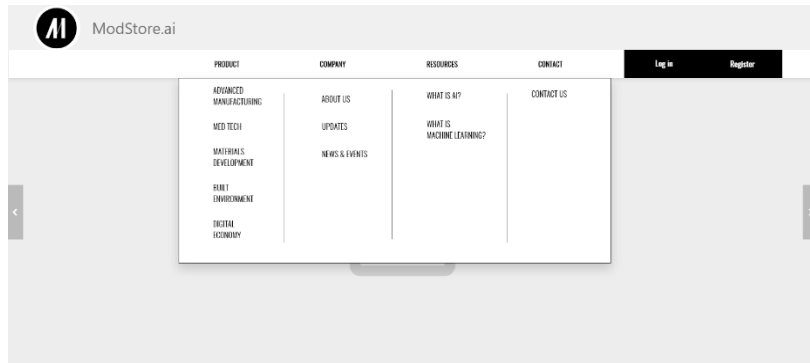 ModStore.ai
PRODUCT COMPANY RESOURCES CONTACT Log in Register
ADVANCED
MANUFACTURING
MED TECH
MATERIALS
DEVELOPMENT
BUILT
ENVIRONMENT
DIGITAL
ECONOMY
ABOUT US
UPDATES
NEWS & EVENTS
WHAT IS AI?
WHAT IS
MACHINE LEARNING?
CONTACT US